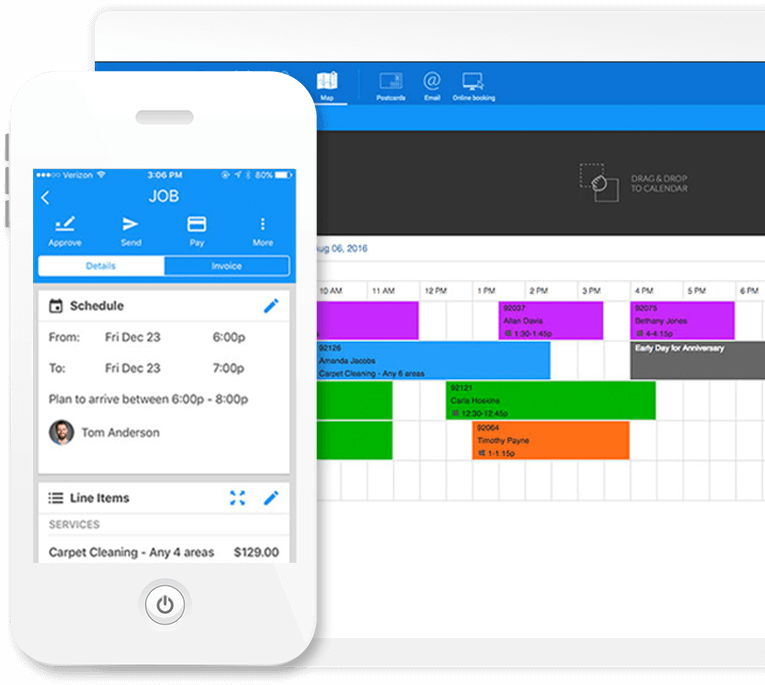 Map
Postcards
Email
Online booking
DRAG & DROP
TO CALENDAR
Aug 06, 2016
10 AM 11 AM 12 PM 1 PM 2 PM 3 PM 4 PM 5 PM 6 PM
92037
Allan Davis
1:30-1:45p
92075
Bethany Jones
4-4:15p
92126
Amanda Jacobs
Carpet Cleaning - Any 6 areas
Early Day for Anniversary
92121
Carla Hoskins
12:30-12:45p
92064
Timothy Payne
1-1:15p
Verizon 3:06 PM 80%
JOB
Approve Send Pay More
Details Invoice
Schedule
From: Fri Dec 23 6:00p
To: Fri Dec 23 7:00p
Plan to arrive between 6:00p - 8:00p
Tom Anderson
Line Items
SERVICES
Carpet Cleaning - Any 4 areas $129.00